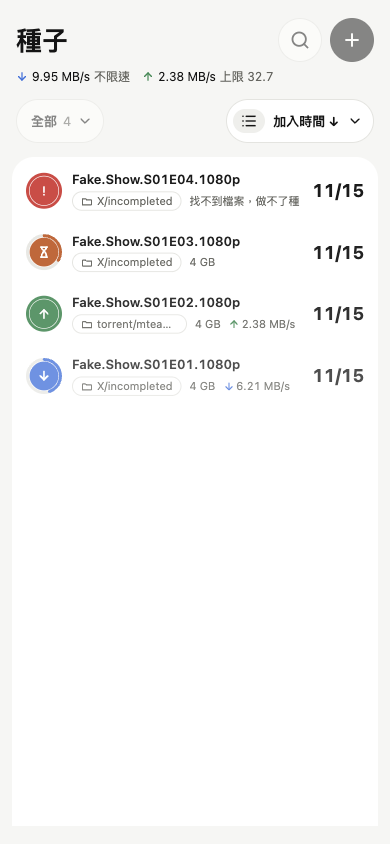 種子
9.95 MB/s 不限速 2.38 MB/s 上限 32.7
全部 4
加入時間 ↓
Fake.Show.S01E04.1080p
X/incompleted 找不到檔案，做不了種
11/15
Fake.Show.S01E03.1080p
X/incompleted 4 GB
11/15
Fake.Show.S01E02.1080p
torrent/mtea... 4 GB 2.38 MB/s
11/15
Fake.Show.S01E01.1080p
X/incompleted 4 GB 6.21 MB/s
11/15